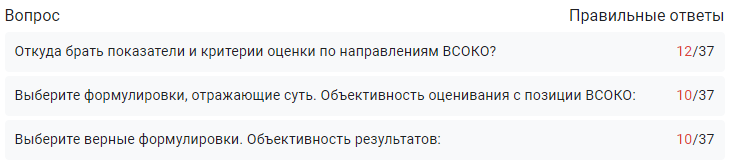 Вопрос Правильные ответы
Откуда брать показатели и критерии оценки по направлениям ВСОКО? 12/37
Выберите формулировки, отражающие суть. Объективность оценивания с позиции ВСОКО: 10/37
Выберите верные формулировки. Объективность результатов: 10/37